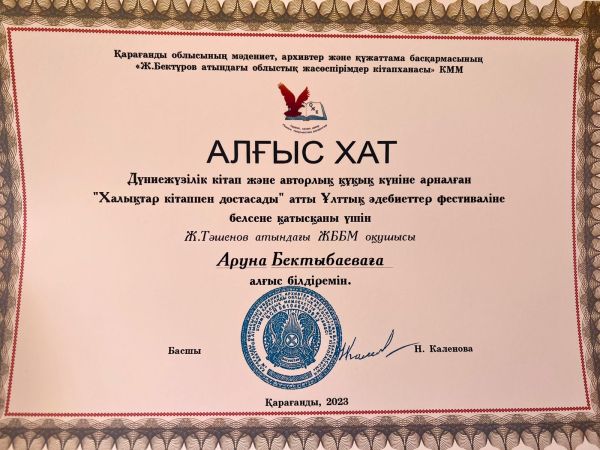 Қарағанды облысының мәдениет, архивтер және құжаттама басқармасының
«Ж.Бектұров атындағы облыстық жасөспірімдер кітапханасы» КММ
АЛҒЫС ХАТ
Дүниежүзілік кітап және авторлық құқық күніне арналған
"Халықтар кітаппен достасады" атты Ұлттық әдебиеттер фестиваліне
белсене қатысқаны үшін
Ж.Тәшенов атындағы ЖББМ оқушысы
Аруна Бектыбаеваға
алғыс білдіремін.
Басшы
Н. Каленова
Қарағанды, 2023